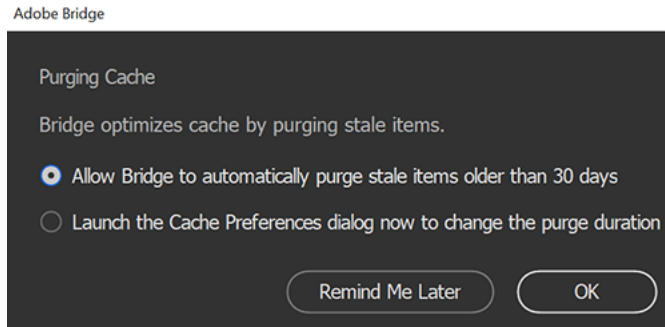 Adobe Bridge
Purging Cache
Bridge optimizes cache by purging stale items.
Allow Bridge to automatically purge stale items older than 30 days
Launch the Cache Preferences dialog now to change the purge duration
Remind Me Later
OK